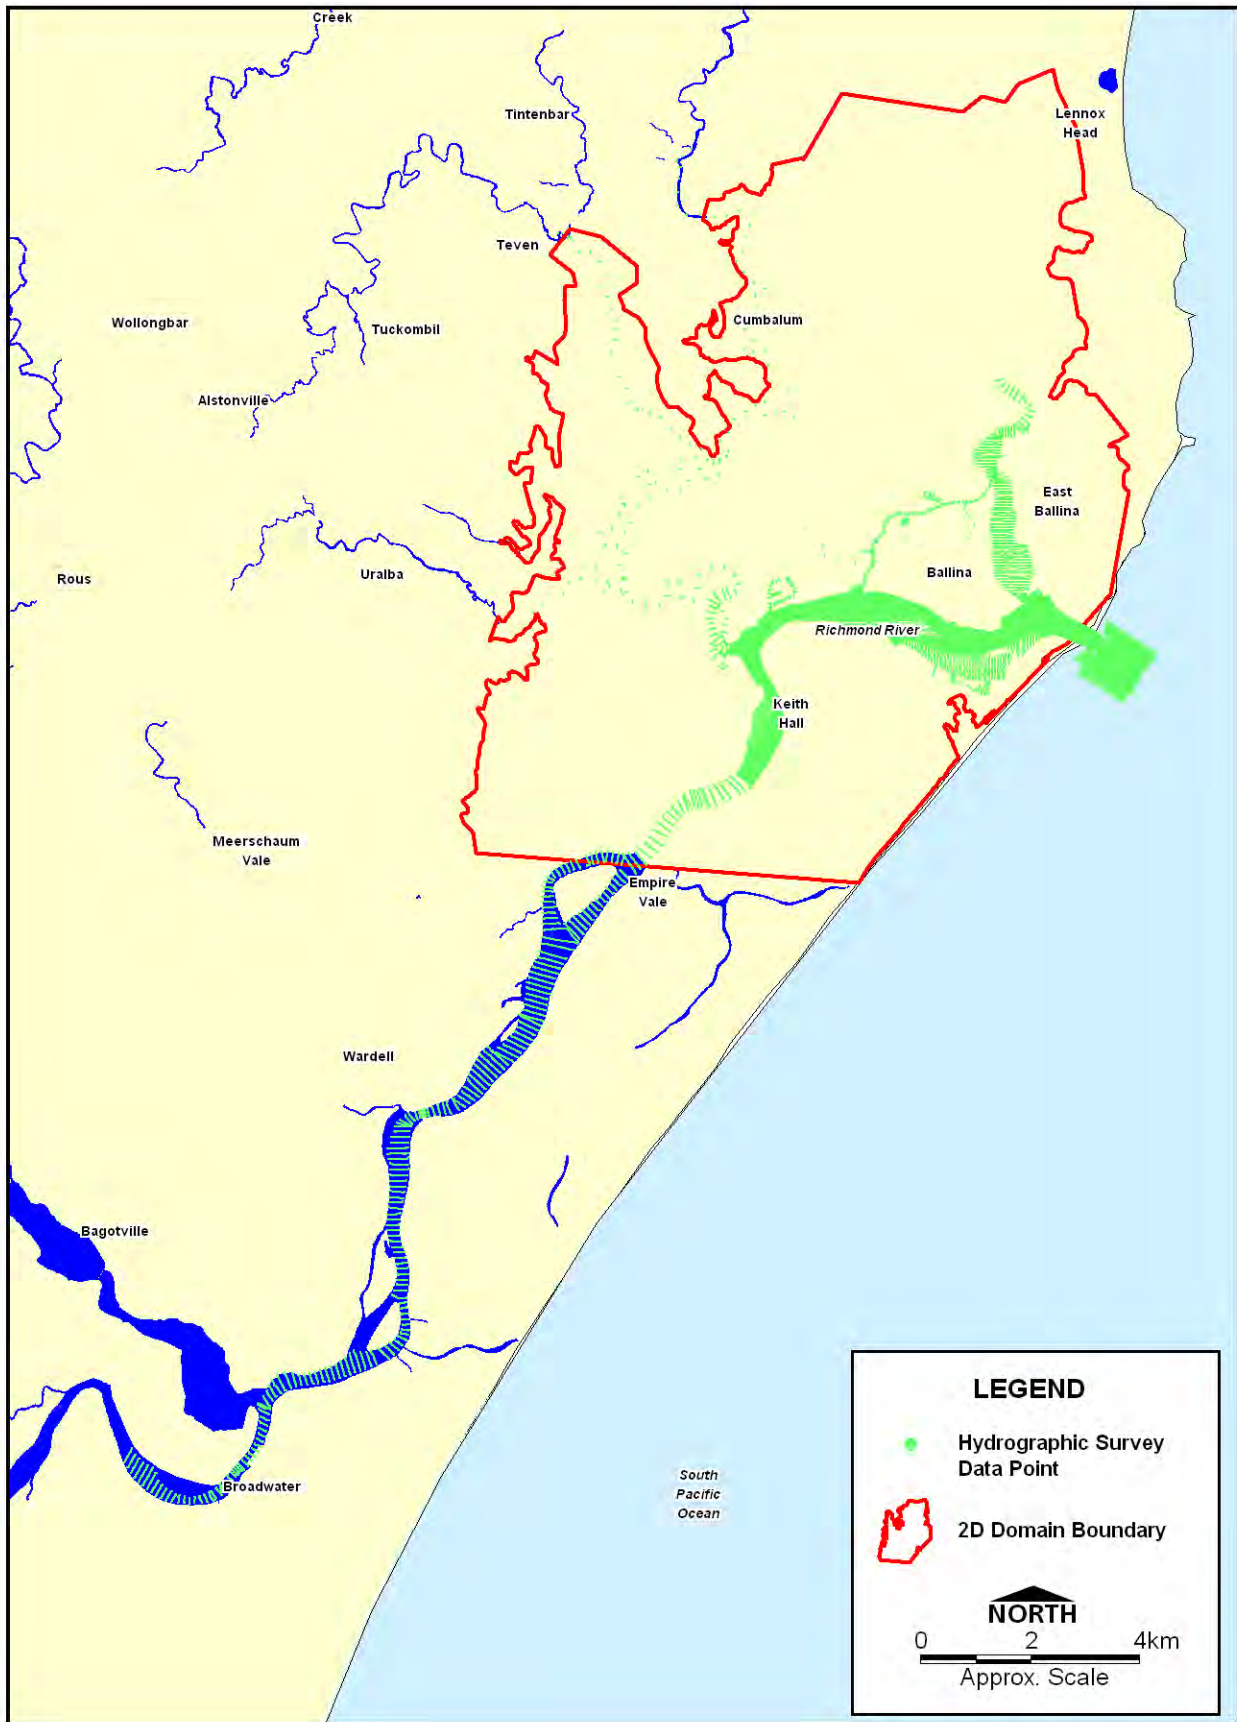 Creek
Tintenbar
Lennox
Head
Teven
Wollongbar
Tuckombil
Cumbalum
Alstonville
East
Ballina
Rous
Uralba
Ballina
Richmond River
Keith
Hall
Meerschaum
Vale
Empire
Vale
Wardell
Bagotville
Broadwater
South
Pacific
Ocean
LEGEND
Hydrographic Survey
Data Point
2D Domain Boundary
NORTH
0 2 4km
Approx. Scale